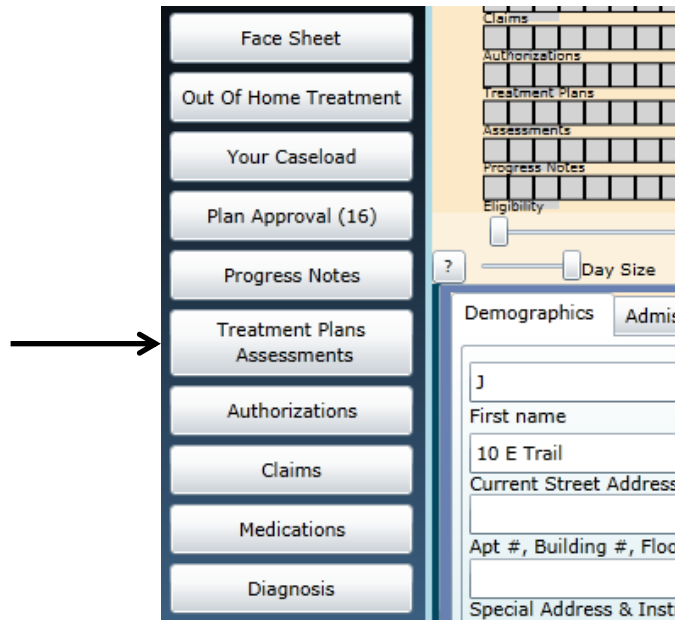 Face Sheet
Out Of Home Treatment
Your Caseload
Plan Approval (16)
Progress Notes
Treatment Plans
Assessments
Authorizations
Claims
Medications
Diagnosis
Claims
Authorizations
Treatment Plans
Assessments
Progress Notes
Eligibility
?
Day Size
Demographics
Admis
J
First name
10 E Trail
Current Street Address
Apt #, Building #, Floo
Special Address & Insti